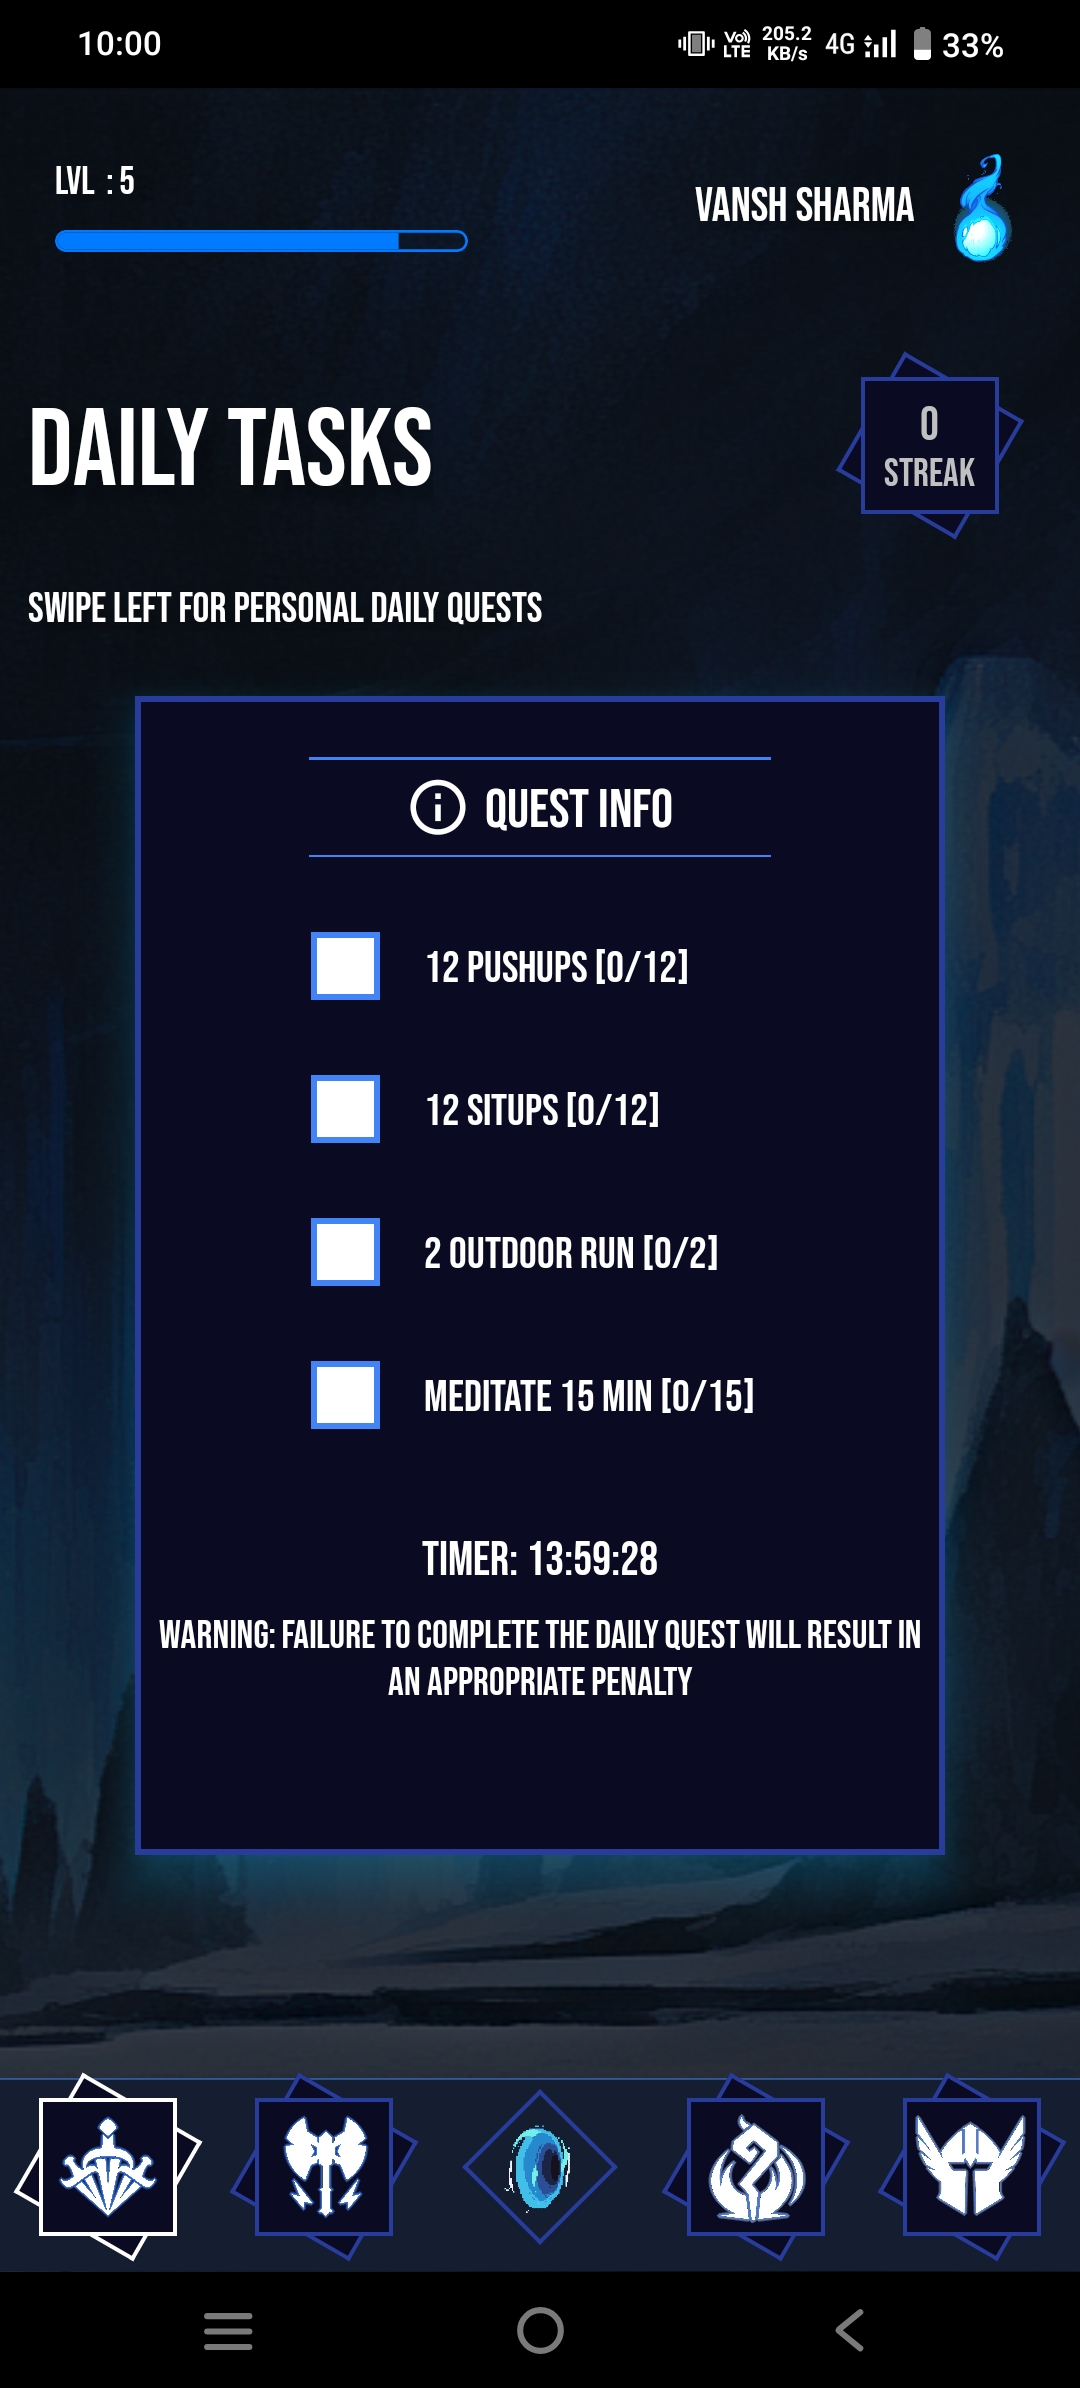 10:00
Vo)) LTE 205.2 KB/s 4G 33%
LVL : 5
VANSH SHARMA
DAILY TASKS
0
STREAK
SWIPE LEFT FOR PERSONAL DAILY QUESTS
QUEST INFO
12 PUSHUPS [0/12]
12 SITUPS [0/12]
2 OUTDOOR RUN [0/2]
MEDITATE 15 MIN [0/15]
TIMER: 13:59:28
WARNING: FAILURE TO COMPLETE THE DAILY QUEST WILL RESULT IN
AN APPROPRIATE PENALTY